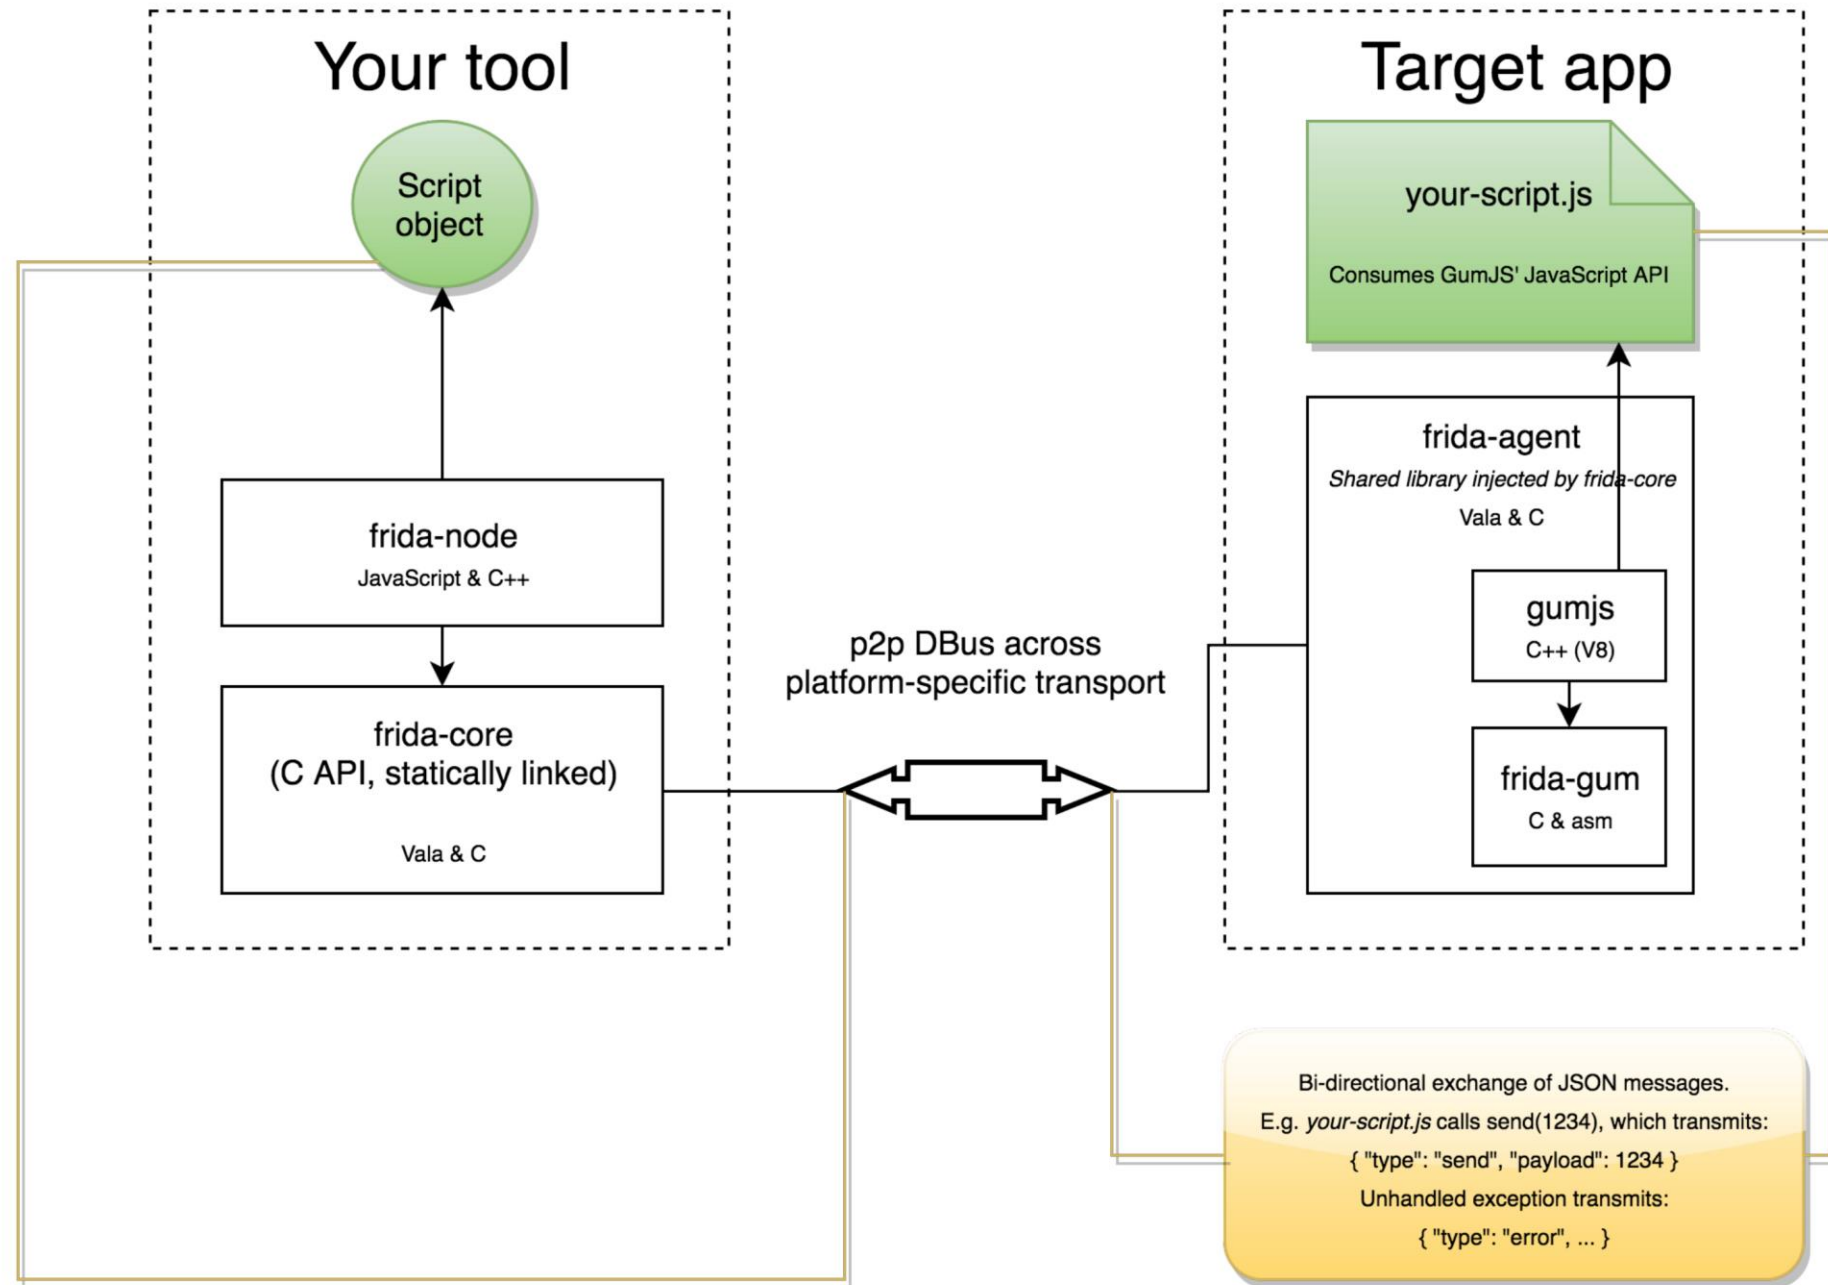 Your tool
Script
object
frida-node
JavaScript & C++
frida-core
(C API, statically linked)
Vala & C
p2p DBus across
platform-specific transport
Target app
your-script.js
Consumes GumJS' JavaScript API
frida-agent
Shared library injected by frida-core
Vala & C
gumjs
C++ (V8)
frida-gum
C & asm
Bi-directional exchange of JSON messages.
E.g. your-script.js calls send(1234), which transmits:
{ "type": "send", "payload": 1234 }
Unhandled exception transmits:
{ "type": "error", ... }